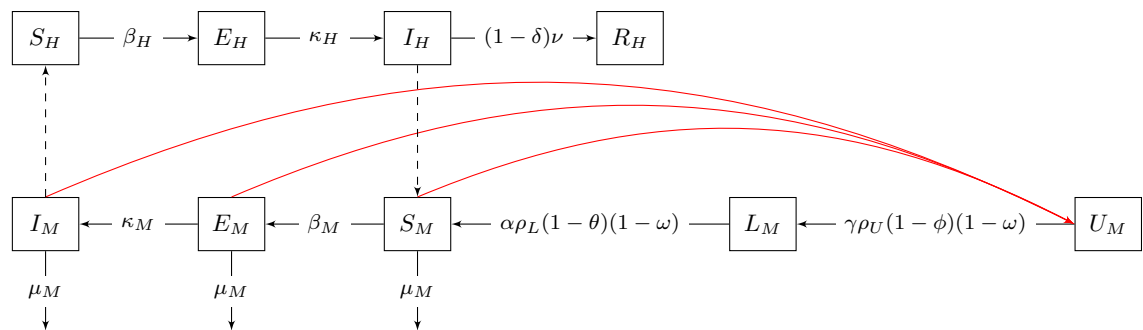 S_H β_H E_H κ_H I_H (1 − δ)ν R_H
I_M κ_M E_M β_M S_M αρ_L(1 − θ)(1 − ω) L_M γρ_U(1 − ϕ)(1 − ω) U_M
μ_M μ_M μ_M